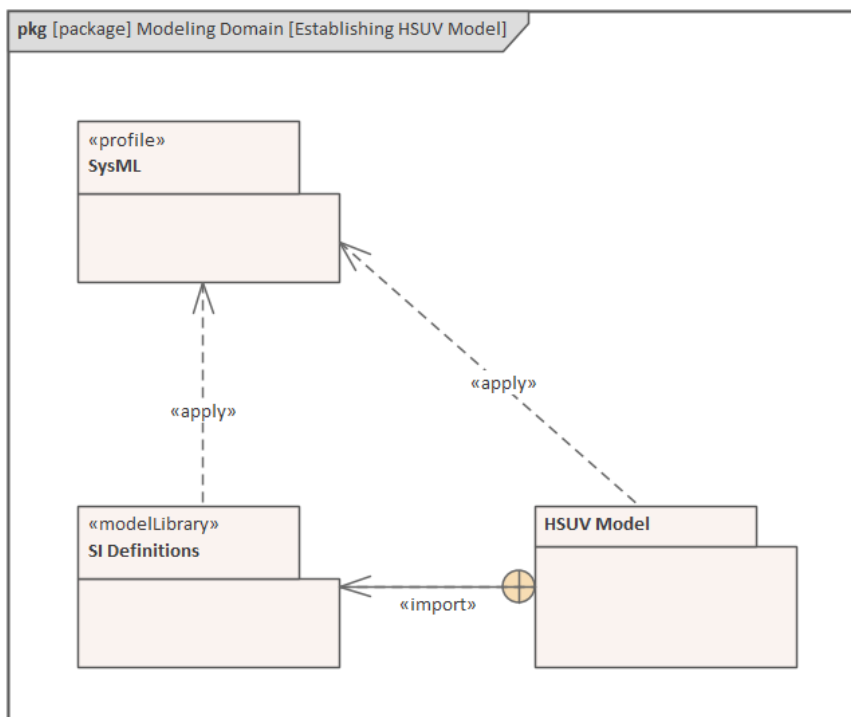 pkg [package] Modeling Domain [Establishing HSUV Model]
«profile»
SysML
«apply»
«apply»
«modelLibrary»
SI Definitions
HSUV Model
«import»